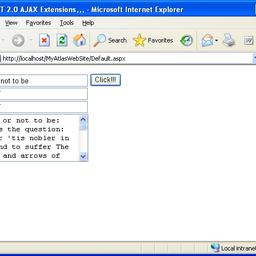 T 2.0 AJAX Extensions... - Microsoft Internet Explorer
View Favorites Tools Help
Search Favorites
http://localhost/MyAtlasWebSite/Default.aspx
not to be Click!!!
or not to be:
s the question:
r 'tis nobler in
nd to suffer The
and arrows of
Local intranet